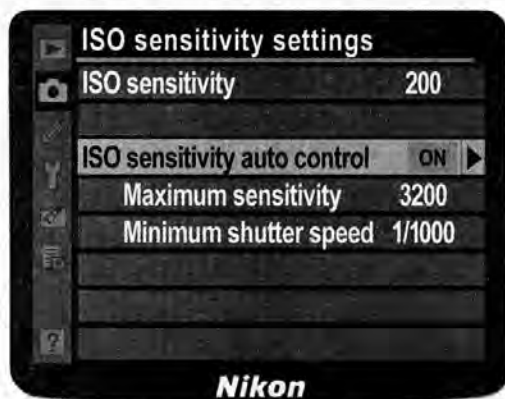 ISO sensitivity settings
ISO sensitivity 200
ISO sensitivity auto control ON
Maximum sensitivity 3200
Minimum shutter speed 1/1000
?
Nikon